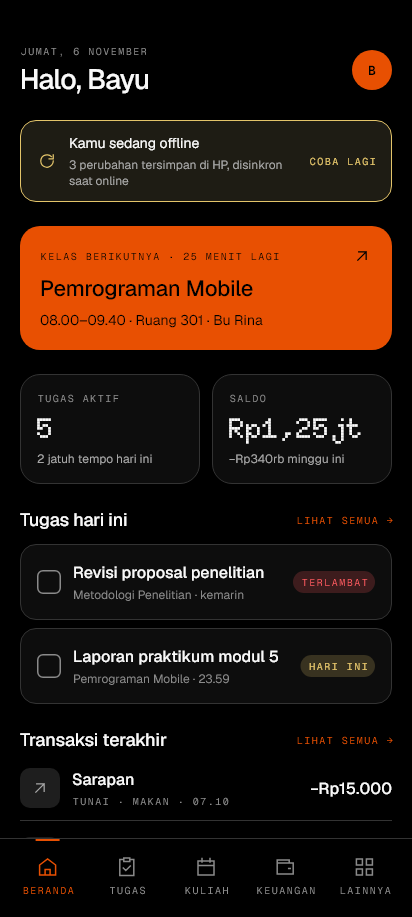 JUMAT, 6 NOVEMBER
Halo, Bayu
B
Kamu sedang offline
3 perubahan tersimpan di HP, disinkron
saat online
COBA LAGI
KELAS BERIKUTNYA · 25 MENIT LAGI
Pemrograman Mobile
08.00–09.40 · Ruang 301 · Bu Rina
TUGAS AKTIF
5
2 jatuh tempo hari ini
SALDO
Rp1,25jt
−Rp340rb minggu ini
Tugas hari ini
LIHAT SEMUA →
Revisi proposal penelitian
Metodologi Penelitian · kemarin
TERLAMBAT
Laporan praktikum modul 5
Pemrograman Mobile · 23.59
HARI INI
Transaksi terakhir
LIHAT SEMUA →
Sarapan
TUNAI · MAKAN · 07.10
−Rp15.000
BERANDA
TUGAS
KULIAH
KEUANGAN
LAINNYA